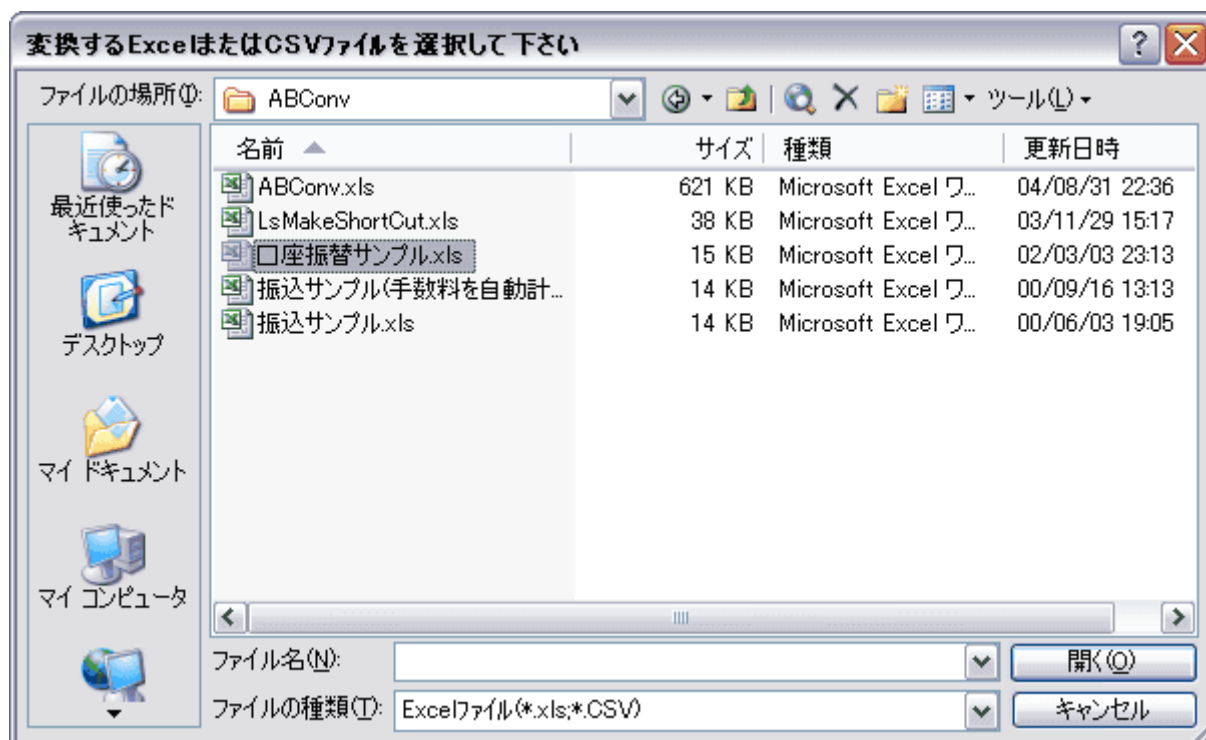 変換するExcelまたはCSVファイルを選択して下さい
ファイルの場所(I): ABConv ツール(L)
名前 サイズ 種類 更新日時
ABConv.xls 621 KB Microsoft Excel ワ... 04/08/31 22:36
LsMakeShortCut.xls 38 KB Microsoft Excel ワ... 03/11/29 15:17
口座振替サンプル.xls 15 KB Microsoft Excel ワ... 02/03/03 23:13
振込サンプル(手数料を自動計... 14 KB Microsoft Excel ワ... 00/09/16 13:13
振込サンプル.xls 14 KB Microsoft Excel ワ... 00/06/03 19:05
最近使ったド
キュメント
デスクトップ
マイ ドキュメント
マイ コンピュータ
ファイル名(N): 開く(O)
ファイルの種類(T): Excelファイル(*.xls;*.CSV) キャンセル